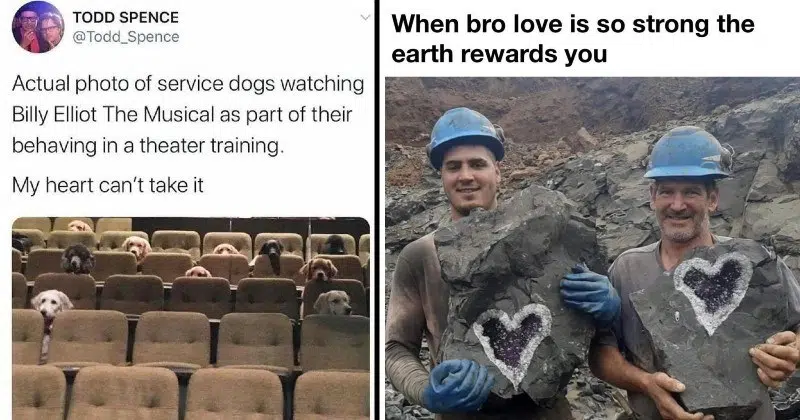 TODD SPENCE
@Todd_Spence
Actual photo of service dogs watching
Billy Elliot The Musical as part of their
behaving in a theater training.
My heart can't take it
When bro love is so strong the
earth rewards you